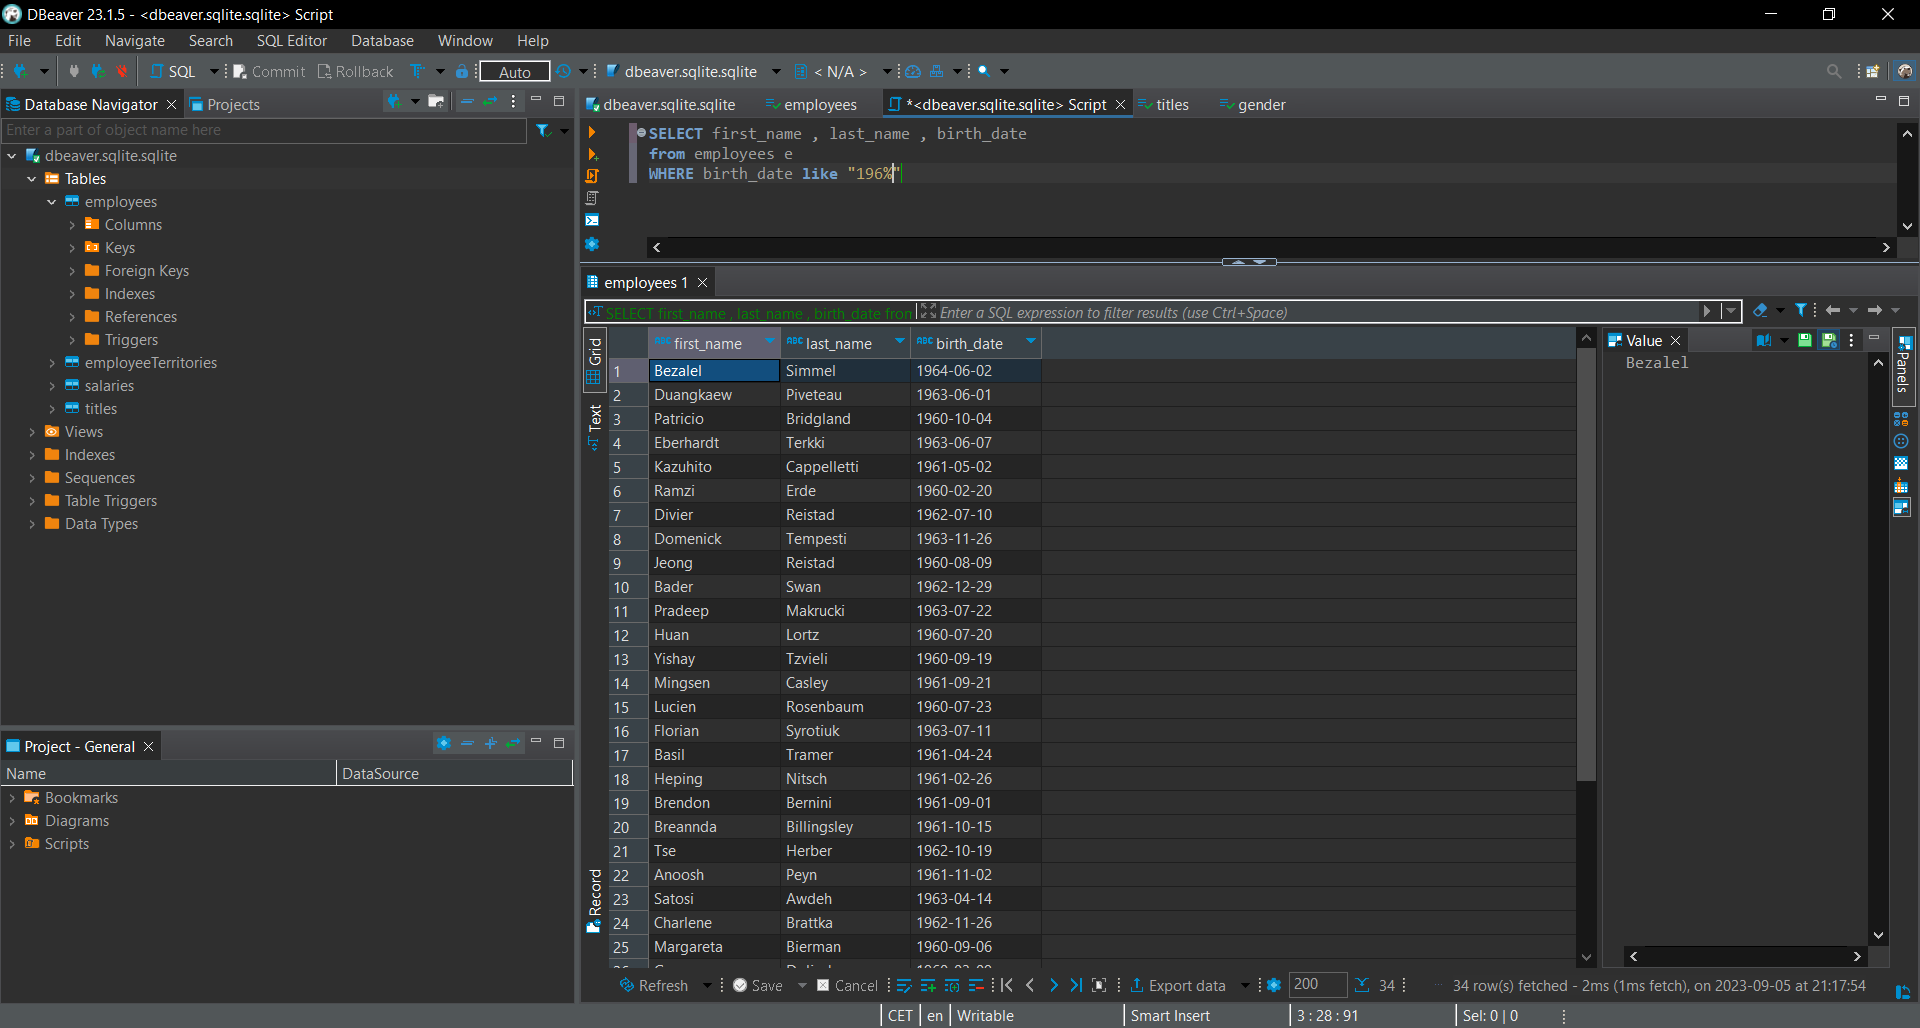 DBeaver 23.1.5 - <dbeaver.sqlite.sqlite> Script
File Edit Navigate Search SQL Editor Database Window Help
SQL Commit Rollback Auto dbeaver.sqlite.sqlite < N/A >
Database Navigator Projects
Enter a part of object name here
dbeaver.sqlite.sqlite
Tables
employees
Columns
Keys
Foreign Keys
Indexes
References
Triggers
employeeTerritories
salaries
titles
Views
Indexes
Sequences
Table Triggers
Data Types
Project - General
Name DataSource
Bookmarks
Diagrams
Scripts
dbeaver.sqlite.sqlite employees *<dbeaver.sqlite.sqlite> Script titles gender
SELECT first_name , last_name , birth_date
from employees e
WHERE birth_date like "196%"
employees 1
SELECT first_name , last_name , birth_date from Enter a SQL expression to filter results (use Ctrl+Space)
Grid
Text
Record
first_name last_name birth_date
1 Bezalel Simmel 1964-06-02
2 Duangkaew Piveteau 1963-06-01
3 Patricio Bridgland 1960-10-04
4 Eberhardt Terkki 1963-06-07
5 Kazuhito Cappelletti 1961-05-02
6 Ramzi Erde 1960-02-20
7 Divier Reistad 1962-07-10
8 Domenick Tempesti 1963-11-26
9 Jeong Reistad 1960-08-09
10 Bader Swan 1962-12-29
11 Pradeep Makrucki 1963-07-22
12 Huan Lortz 1960-07-20
13 Yishay Tzvieli 1960-09-19
14 Mingsen Casley 1961-09-21
15 Lucien Rosenbaum 1960-07-23
16 Florian Syrotiuk 1963-07-11
17 Basil Tramer 1961-04-24
18 Heping Nitsch 1961-02-26
19 Brendon Bernini 1961-09-01
20 Breannda Billingsley 1961-10-15
21 Tse Herber 1962-10-19
22 Anoosh Peyn 1961-11-02
23 Satosi Awdeh 1963-04-14
24 Charlene Brattka 1962-11-26
25 Margareta Bierman 1960-09-06
Value
Bezalel
Panels
Refresh Save Cancel Export data 200 34 34 row(s) fetched - 2ms (1ms fetch), on 2023-09-05 at 21:17:54
CET en Writable Smart Insert 3 : 28 : 91 Sel: 0 | 0